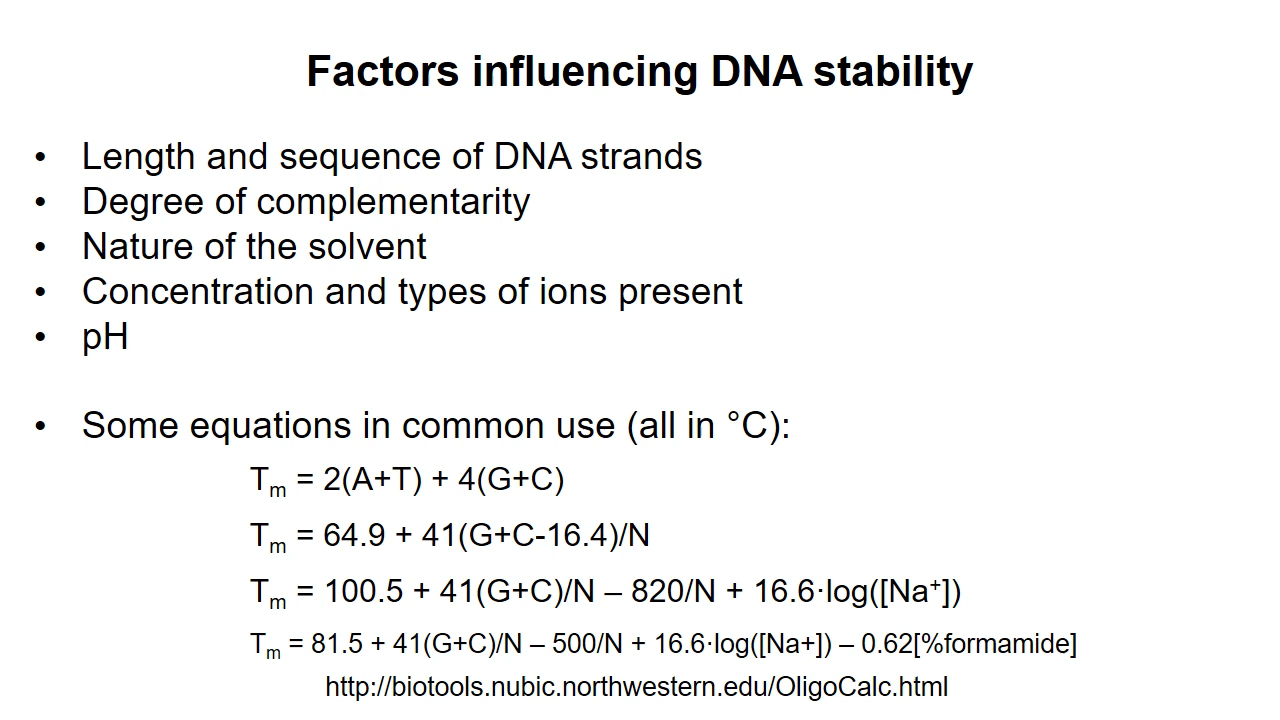 Factors influencing DNA stability
• Length and sequence of DNA strands
• Degree of complementarity
• Nature of the solvent
• Concentration and types of ions present
• pH
• Some equations in common use (all in °C):
Tₘ = 2(A+T) + 4(G+C)
Tₘ = 64.9 + 41(G+C-16.4)/N
Tₘ = 100.5 + 41(G+C)/N – 820/N + 16.6·log([Na⁺])
Tₘ = 81.5 + 41(G+C)/N – 500/N + 16.6·log([Na+]) – 0.62[%formamide]
http://biotools.nubic.northwestern.edu/OligoCalc.html